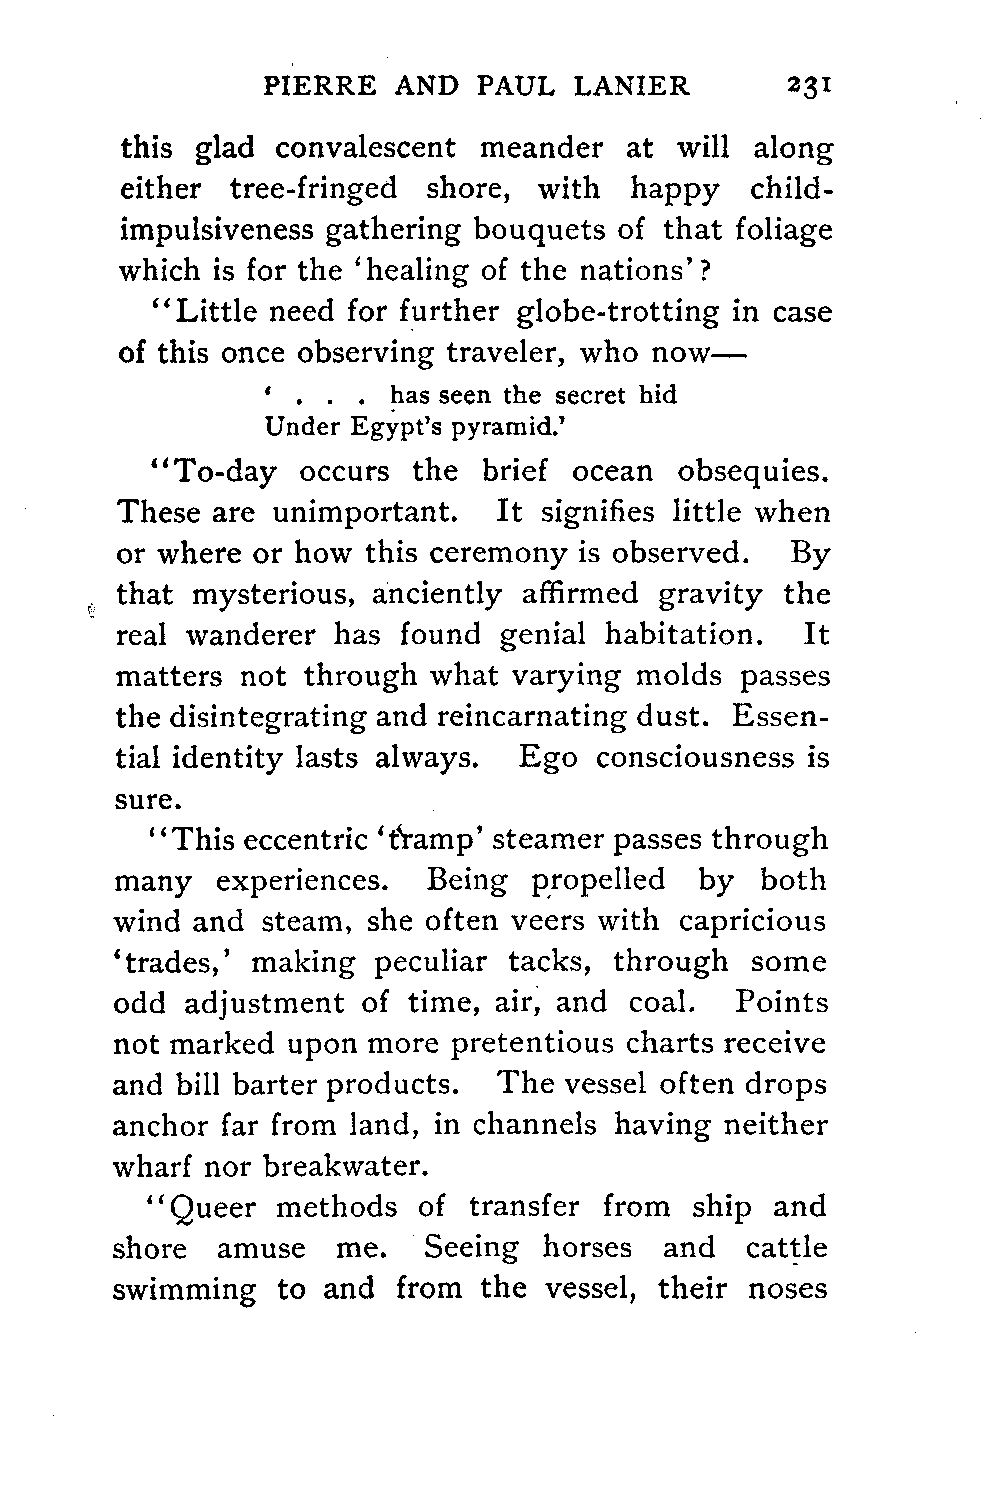 PIERRE AND PAUL LANIER 231
this glad convalescent meander at will along
either tree-fringed shore, with happy child-
impulsiveness gathering bouquets of that foliage
which is for the ‘healing of the nations’?
“Little need for further globe-trotting in case
of this once observing traveler, who now—
‘ . . . has seen the secret hid
Under Egypt’s pyramid.’
“To-day occurs the brief ocean obsequies.
These are unimportant. It signifies little when
or where or how this ceremony is observed. By
that mysterious, anciently affirmed gravity the
real wanderer has found genial habitation. It
matters not through what varying molds passes
the disintegrating and reincarnating dust. Essen-
tial identity lasts always. Ego consciousness is
sure.
“This eccentric ‘tramp’ steamer passes through
many experiences. Being propelled by both
wind and steam, she often veers with capricious
‘trades,’ making peculiar tacks, through some
odd adjustment of time, air, and coal. Points
not marked upon more pretentious charts receive
and bill barter products. The vessel often drops
anchor far from land, in channels having neither
wharf nor breakwater.
“Queer methods of transfer from ship and
shore amuse me. Seeing horses and cattle
swimming to and from the vessel, their noses